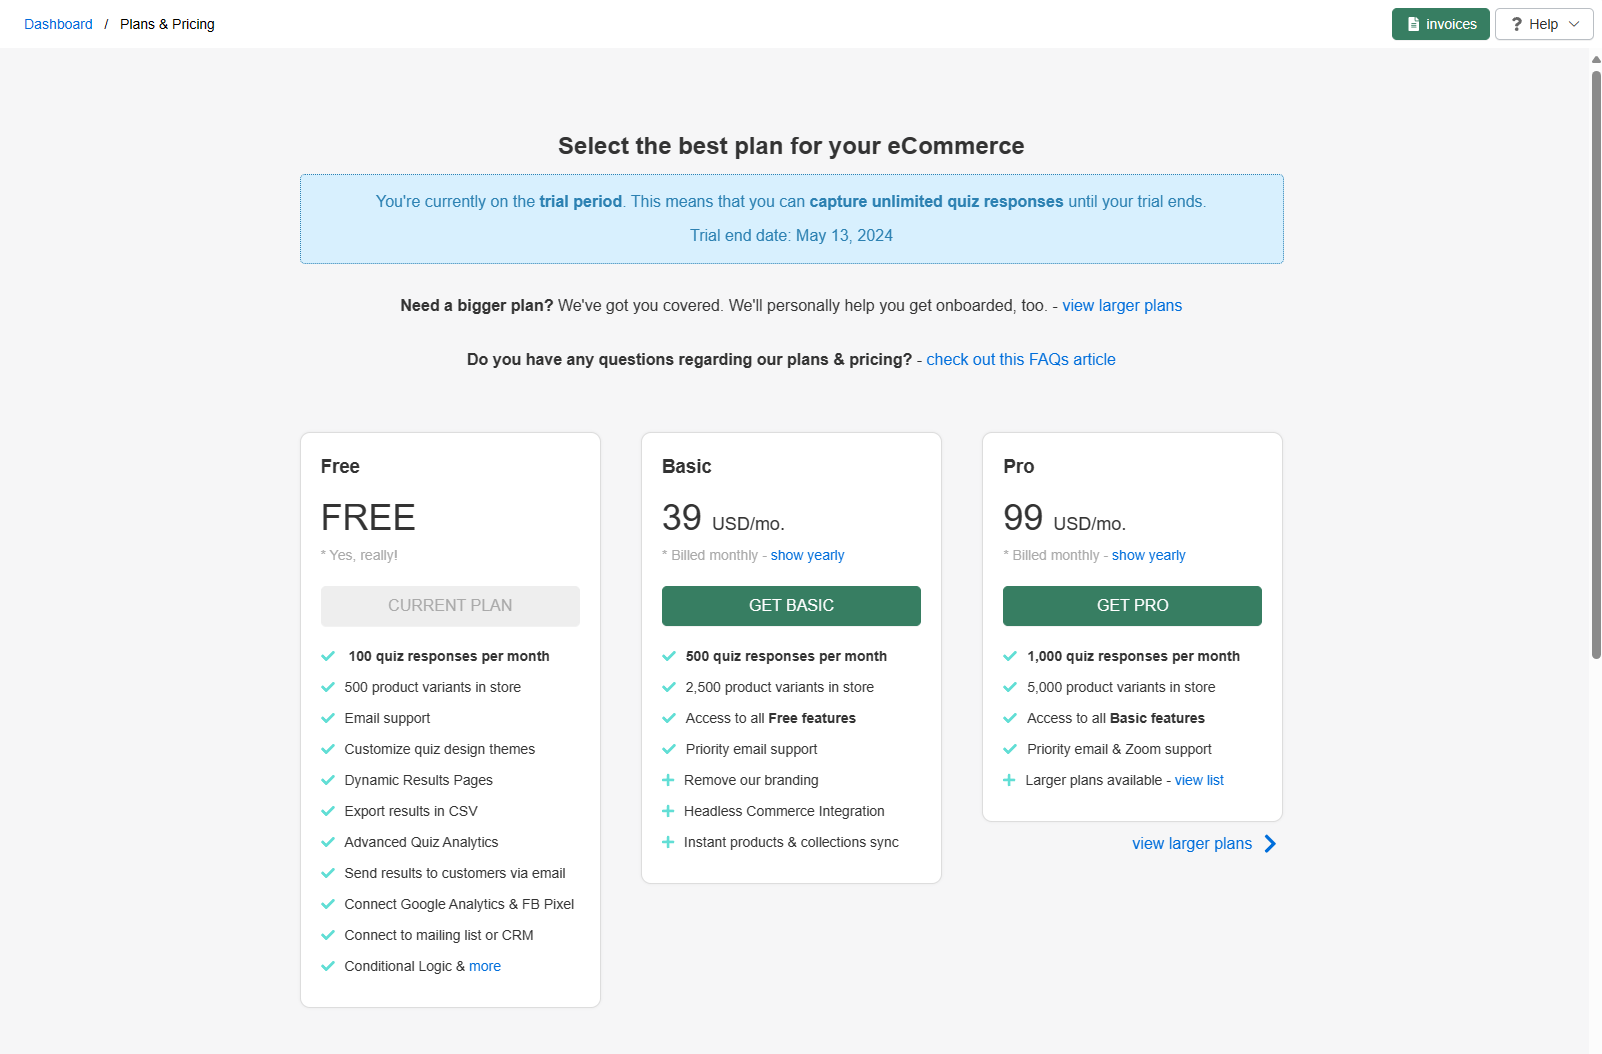 Dashboard / Plans & Pricing
invoices
? Help
Select the best plan for your eCommerce
You're currently on the trial period. This means that you can capture unlimited quiz responses until your trial ends.
Trial end date: May 13, 2024
Need a bigger plan? We've got you covered. We'll personally help you get onboarded, too. - view larger plans
Do you have any questions regarding our plans & pricing? - check out this FAQs article
Free
FREE
* Yes, really!
CURRENT PLAN
100 quiz responses per month
500 product variants in store
Email support
Customize quiz design themes
Dynamic Results Pages
Export results in CSV
Advanced Quiz Analytics
Send results to customers via email
Connect Google Analytics & FB Pixel
Connect to mailing list or CRM
Conditional Logic & more
Basic
39 USD/mo.
* Billed monthly - show yearly
GET BASIC
500 quiz responses per month
2,500 product variants in store
Access to all Free features
Priority email support
Remove our branding
Headless Commerce Integration
Instant products & collections sync
Pro
99 USD/mo.
* Billed monthly - show yearly
GET PRO
1,000 quiz responses per month
5,000 product variants in store
Access to all Basic features
Priority email & Zoom support
Larger plans available - view list
view larger plans